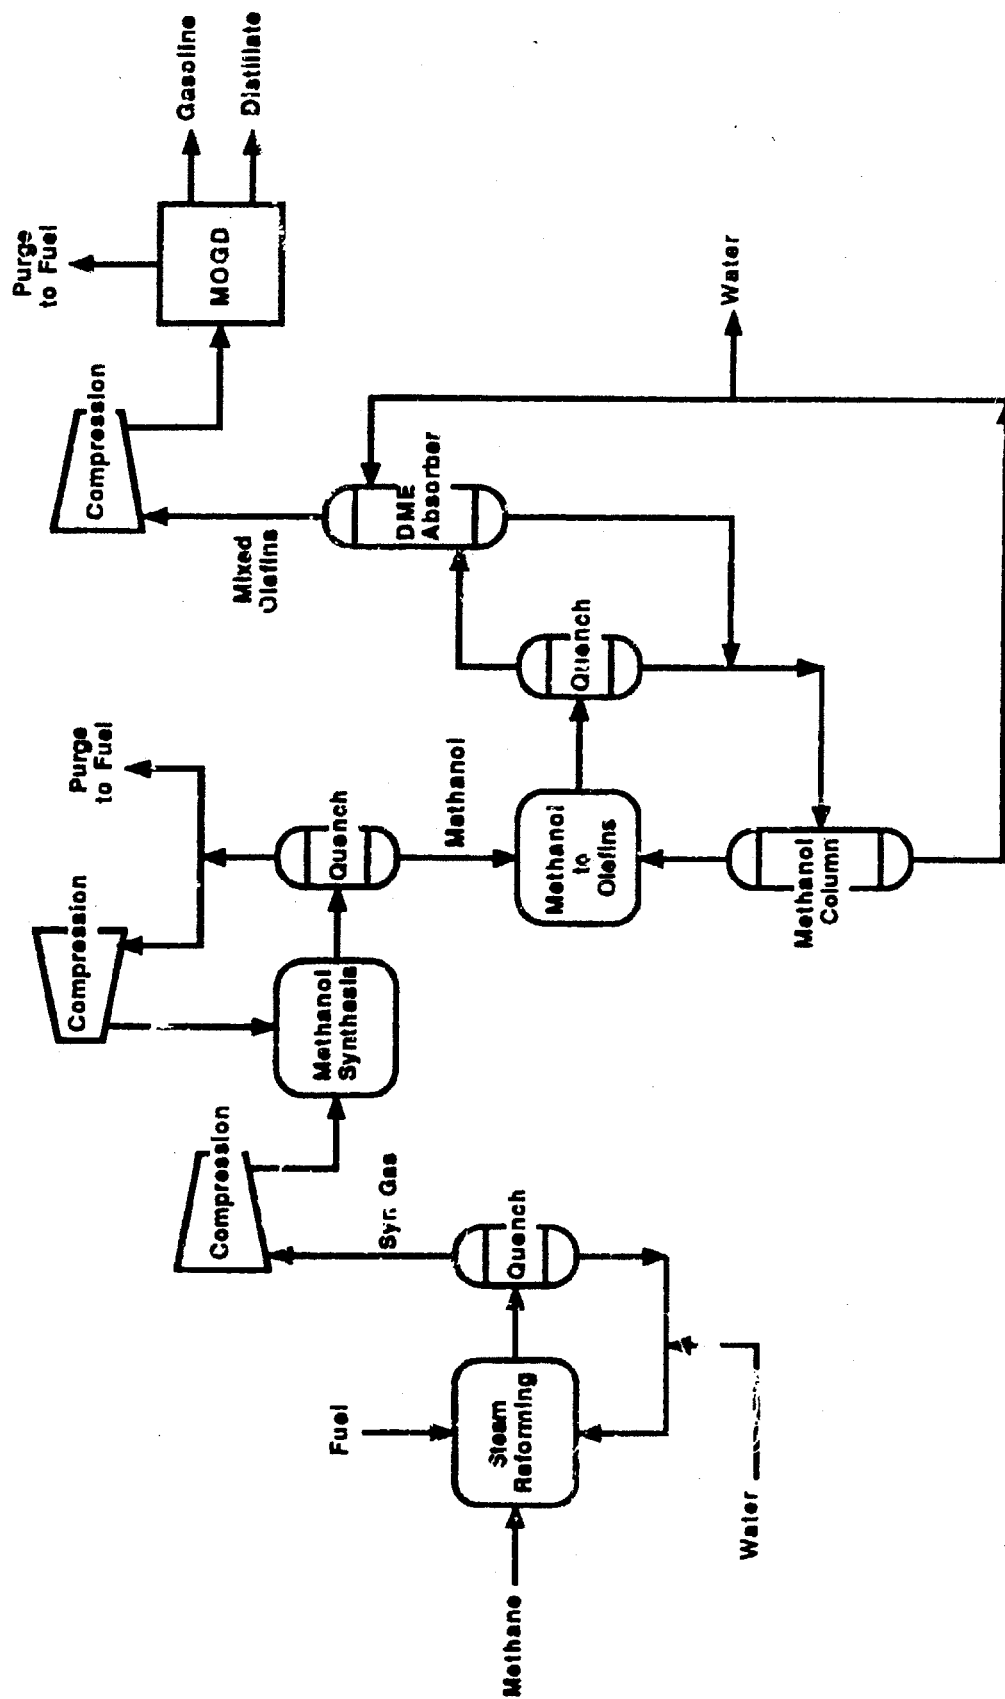 Methane
Fuel
Steam
Reforming
Water
Quench
Syn Gas
Compression
Methanol
Synthesis
Compression
Quench
Purge
to Fuel
Methanol
Methanol
to
Olefins
Methanol
Column
Quench
DME
Absorber
Mixed
Olefins
Water
Compression
MOGD
Purge
to Fuel
Gasoline
Distillate